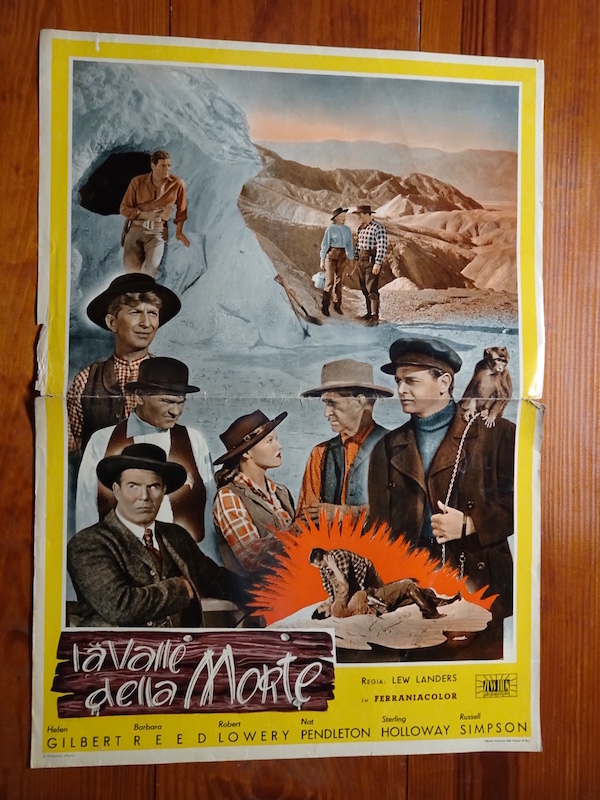 la Valle
della Morte
REGIA: LEW LANDERS
in FERRANIACOLOR
Helen Barbara Robert Nat Sterling Russell
GILBERT REED LOWERY PENDLETON HOLLOWAY SIMPSON